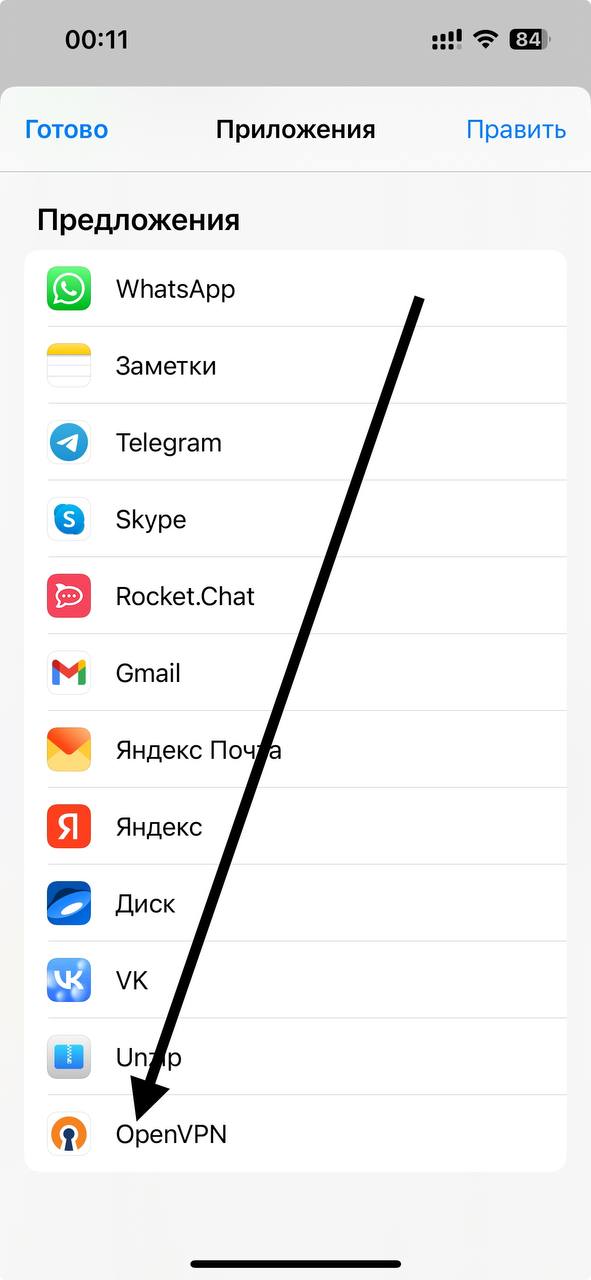 00:11
84
Готово Приложения Править
Предложения
WhatsApp
Заметки
Telegram
Skype
Rocket.Chat
Gmail
Яндекс Почта
Яндекс
Диск
VK
Unzip
OpenVPN